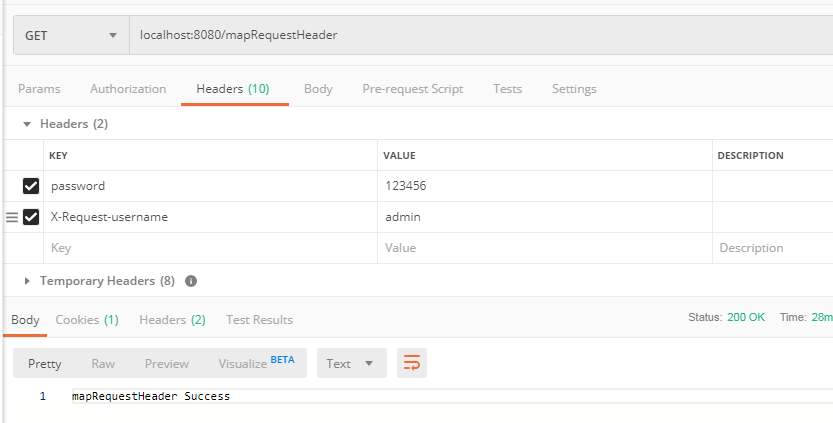 GET localhost:8080/mapRequestHeader
Params Authorization Headers (10) Body Pre-request Script Tests Settings
Headers (2)
KEY VALUE DESCRIPTION
password 123456
X-Request-username admin
Key Value Description
Temporary Headers (8) i
Body Cookies (1) Headers (2) Test Results Status: 200 OK Time: 28m
Pretty Raw Preview Visualize BETA Text
1 mapRequestHeader Success